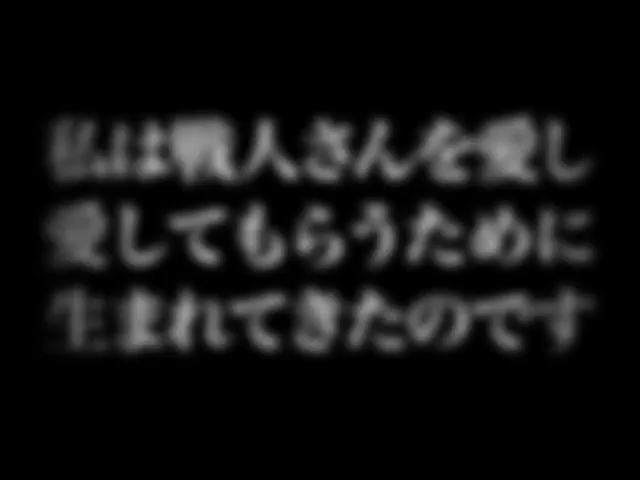 私は戦人さんを愛し
愛してもらうために
生まれてきたのです